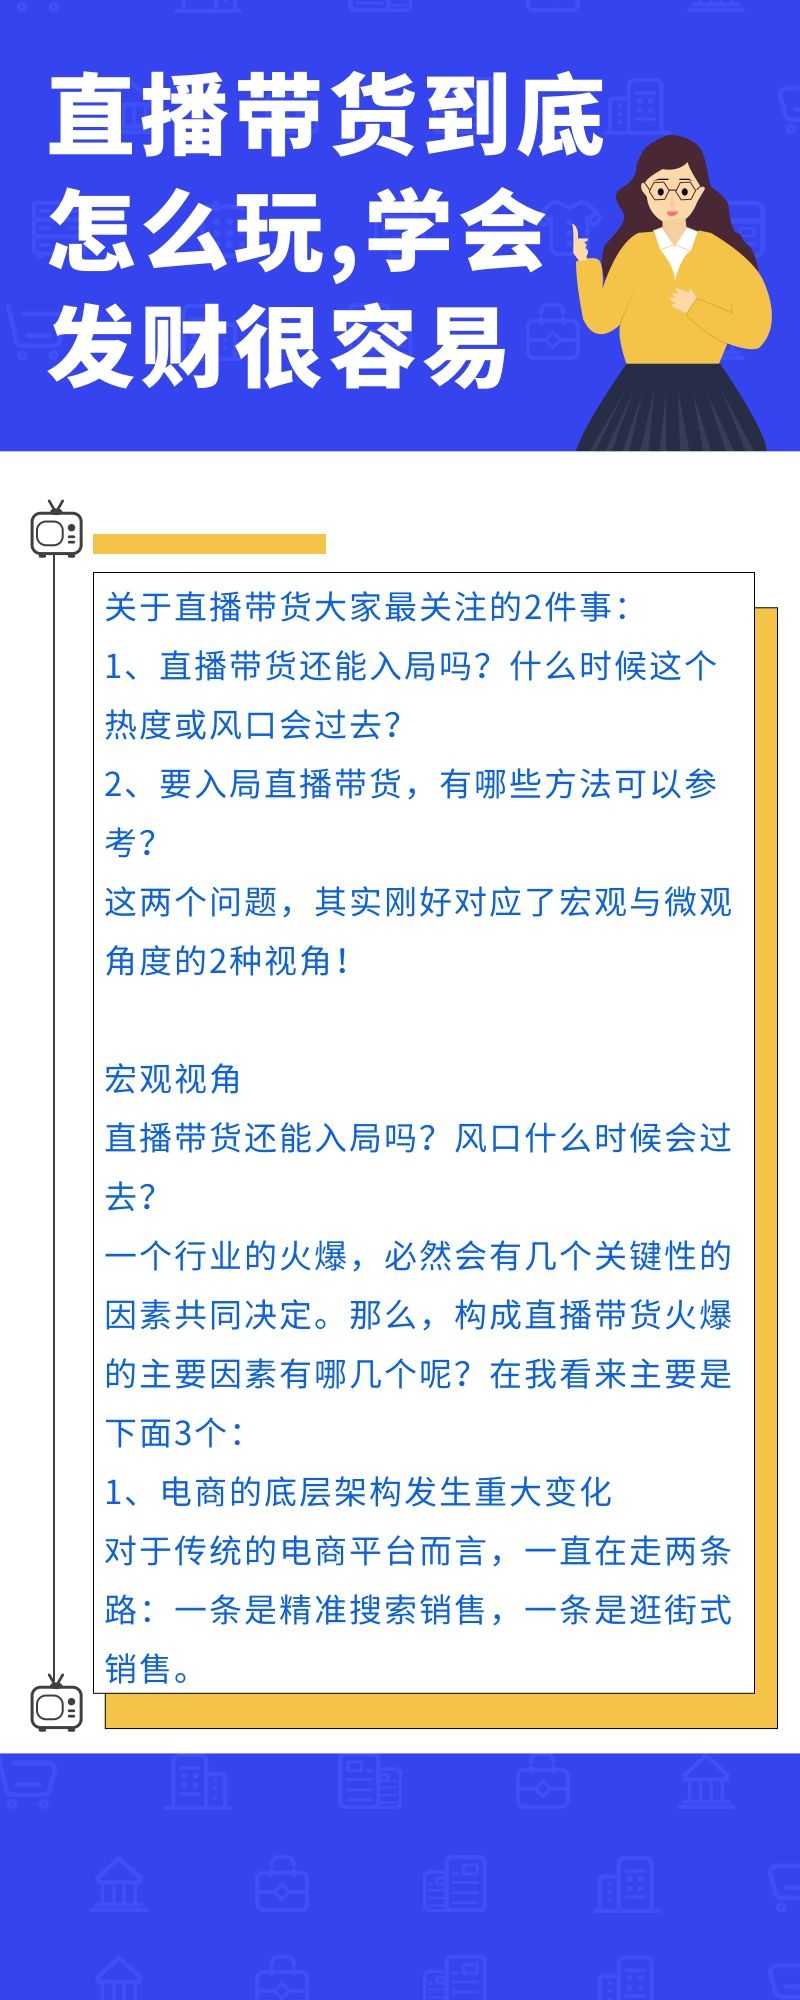 直播带货到底
怎么玩,学会
发财很容易
关于直播带货大家最关注的2件事：
1、直播带货还能入局吗？什么时候这个
热度或风口会过去？
2、要入局直播带货，有哪些方法可以参
考？
这两个问题，其实刚好对应了宏观与微观
角度的2种视角！
宏观视角
直播带货还能入局吗？风口什么时候会过
去？
一个行业的火爆，必然会有几个关键性的
因素共同决定。那么，构成直播带货火爆
的主要因素有哪几个呢？在我看来主要是
下面3个：
1、电商的底层架构发生重大变化
对于传统的电商平台而言，一直在走两条
路：一条是精准搜索销售，一条是逛街式
销售。